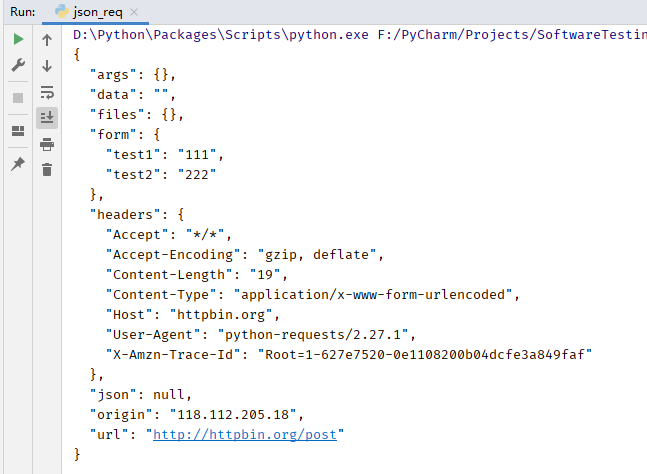 Run: json_req
D:\Python\Packages\Scripts\python.exe F:/PyCharm/Projects/SoftwareTestin
{
  "args": {},
  "data": "",
  "files": {},
  "form": {
    "test1": "111",
    "test2": "222"
  },
  "headers": {
    "Accept": "*/*",
    "Accept-Encoding": "gzip, deflate",
    "Content-Length": "19",
    "Content-Type": "application/x-www-form-urlencoded",
    "Host": "httpbin.org",
    "User-Agent": "python-requests/2.27.1",
    "X-Amzn-Trace-Id": "Root=1-627e7520-0e1108200b04dcfe3a849faf"
  },
  "json": null,
  "origin": "118.112.205.18",
  "url": "http://httpbin.org/post"
}